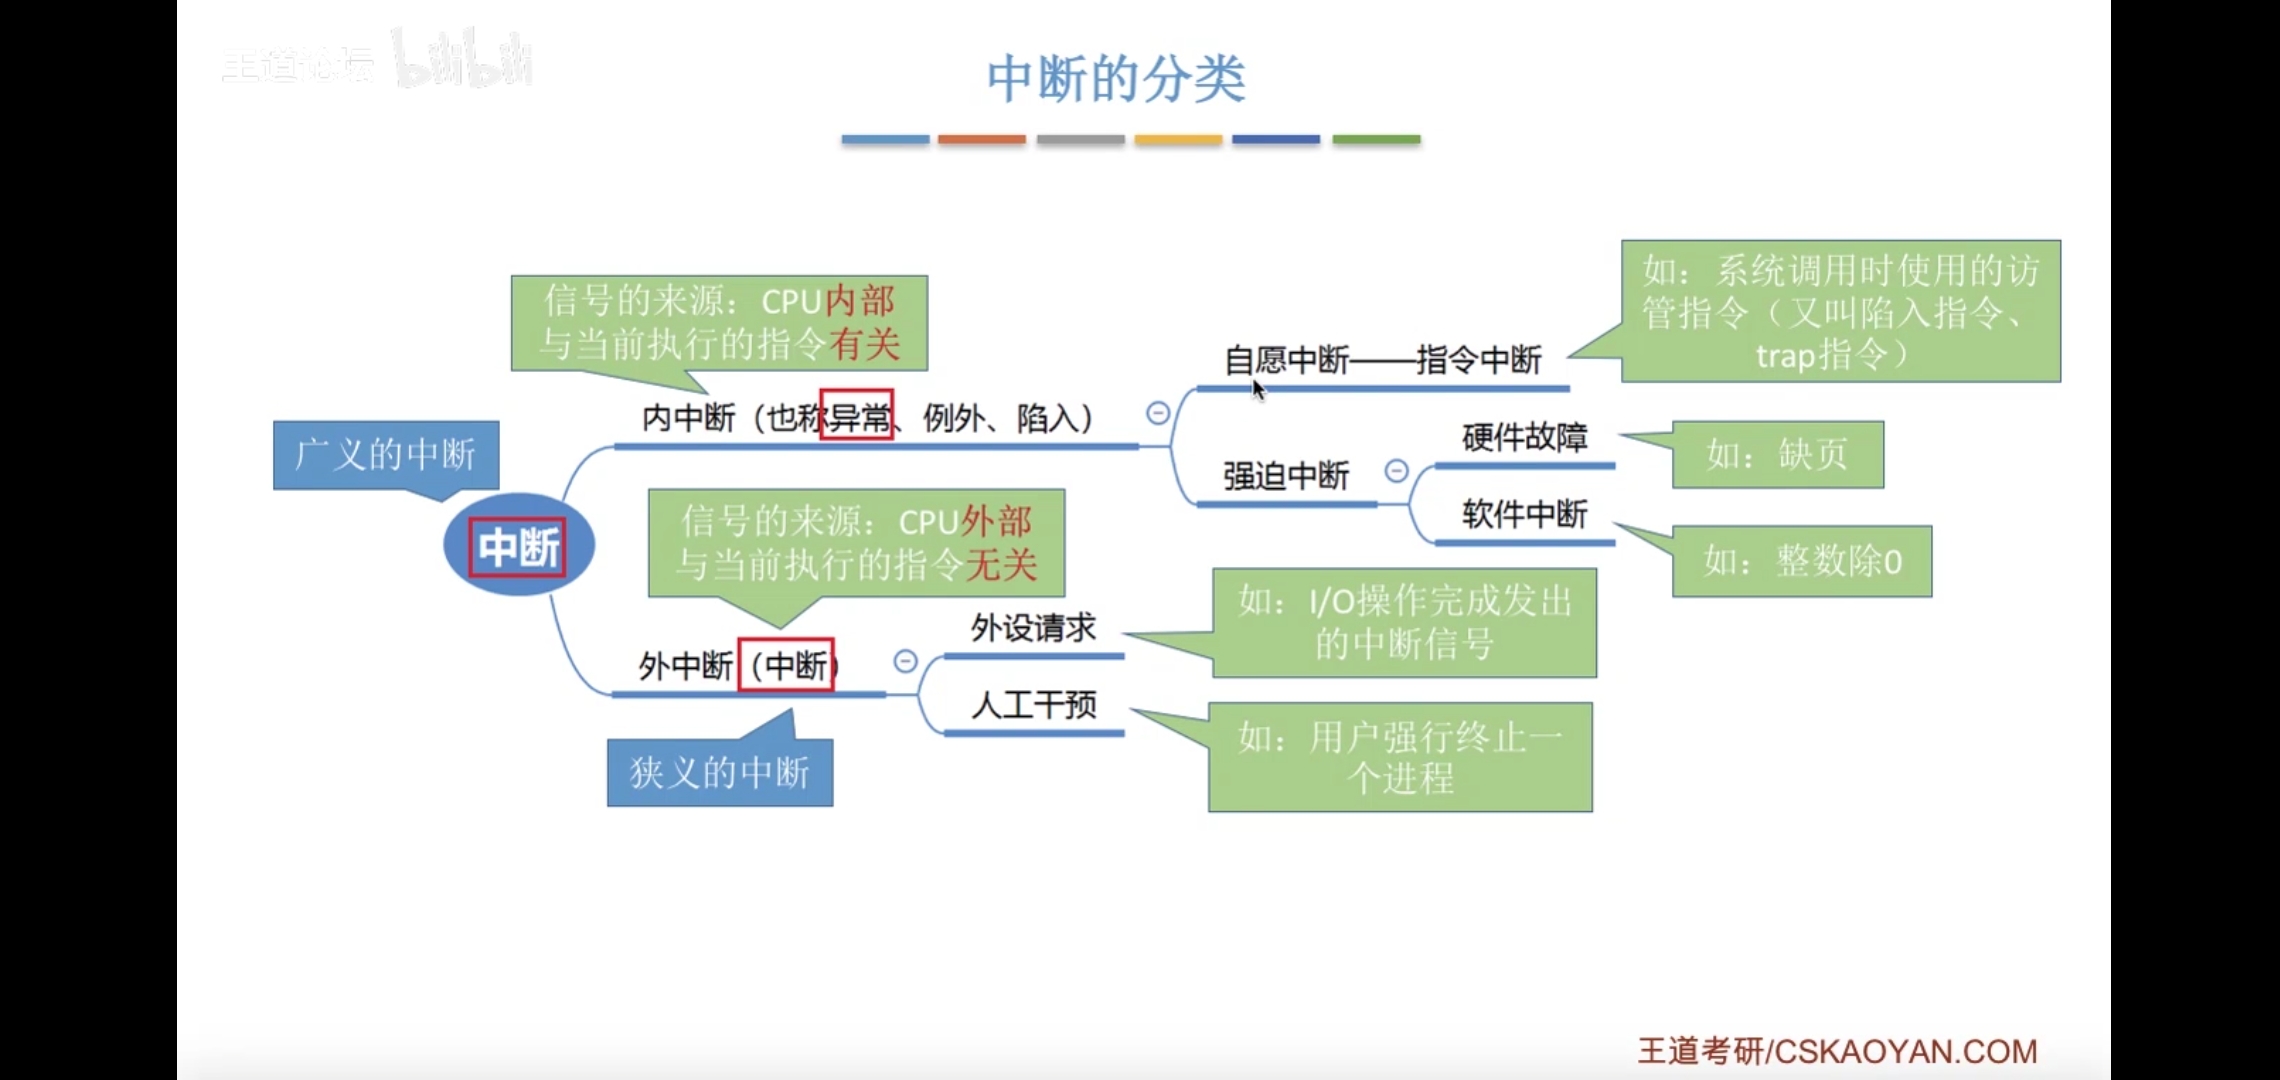 王道论坛 bilibili
中断的分类
信号的来源：CPU内部
与当前执行的指令有关
内中断（也称异常、例外、陷入）
广义的中断
中断
自愿中断——指令中断
如：系统调用时使用的访
管指令（又叫陷入指令、
trap指令）
强迫中断
硬件故障
如：缺页
软件中断
如：整数除0
信号的来源：CPU外部
与当前执行的指令无关
外中断（中断）
狭义的中断
外设请求
如：I/O操作完成发出
的中断信号
人工干预
如：用户强行终止一
个进程
王道考研/CSKAOYAN.COM